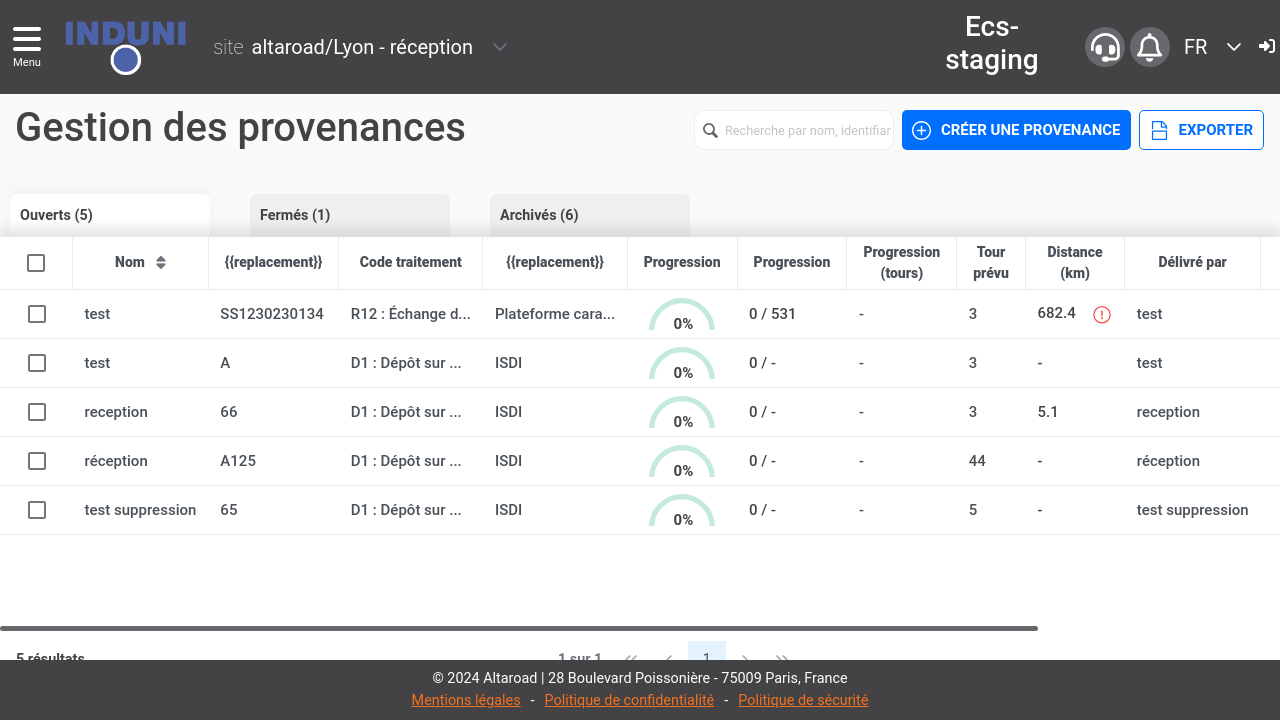 Menu
INDUNI
site altaroad/Lyon - réception
Ecs-
staging
FR
Gestion des provenances
Recherche par nom, identifiar
CRÉER UNE PROVENANCE
EXPORTER
Ouverts (5)
Fermés (1)
Archivés (6)
Nom {{replacement}} Code traitement {{replacement}} Progression Progression Progression (tours) Tour prévu Distance (km) Délivré par
test SS1230230134 R12 : Échange d... Plateforme cara... 0% 0 / 531 - 3 682.4 test
test A D1 : Dépôt sur ... ISDI 0% 0 / - - 3 - test
reception 66 D1 : Dépôt sur ... ISDI 0% 0 / - - 3 5.1 reception
réception A125 D1 : Dépôt sur ... ISDI 0% 0 / - - 44 - réception
test suppression 65 D1 : Dépôt sur ... ISDI 0% 0 / - - 5 - test suppression
5 résultats 1 sur 1 1
© 2024 Altaroad | 28 Boulevard Poissonière - 75009 Paris, France
Mentions légales - Politique de confidentialité - Politique de sécurité